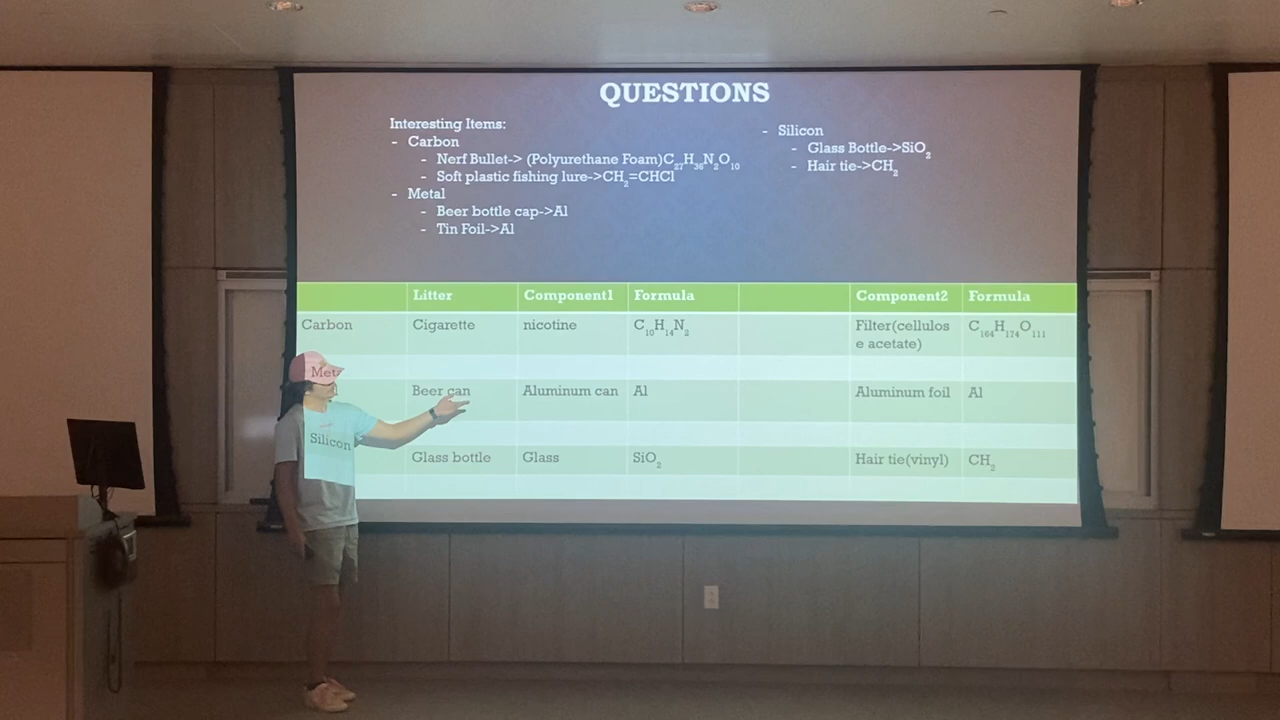 QUESTIONS
Interesting Items:
- Carbon
- Nerf Bullet-> (Polyurethane Foam)C₂₇H₃₆N₂O₁₀
- Soft plastic fishing lure->CH₂=CHCl
- Metal
- Beer bottle cap->Al
- Tin Foil->Al
- Silicon
- Glass Bottle->SiO₂
- Hair tie->CH₂
Litter Component1 Formula Component2 Formula
Carbon Cigarette nicotine C₁₀H₁₄N₂ Filter(cellulos C₁₆₄H₁₇₄O₁₁₁
e acetate)
Beer can Aluminum can Al Aluminum foil Al
Silicon Glass bottle Glass SiO₂ Hair tie(vinyl) CH₂